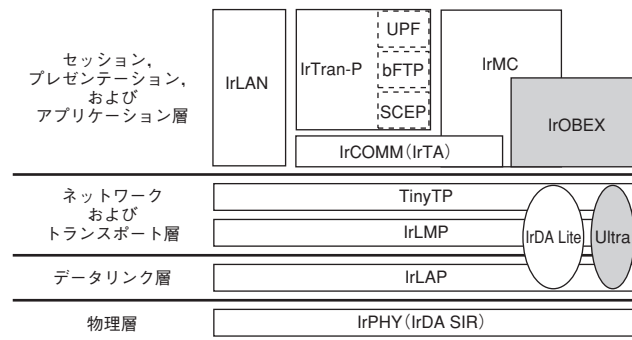 セッション，
プレゼンテーション，
および
アプリケーション層
IrLAN
IrTran-P
UPF
bFTP
SCEP
IrMC
IrOBEX
IrCOMM（IrTA）
ネットワーク
および
トランスポート層
TinyTP
IrLMP
IrDA Lite
Ultra
データリンク層
IrLAP
物理層
IrPHY（IrDA SIR）